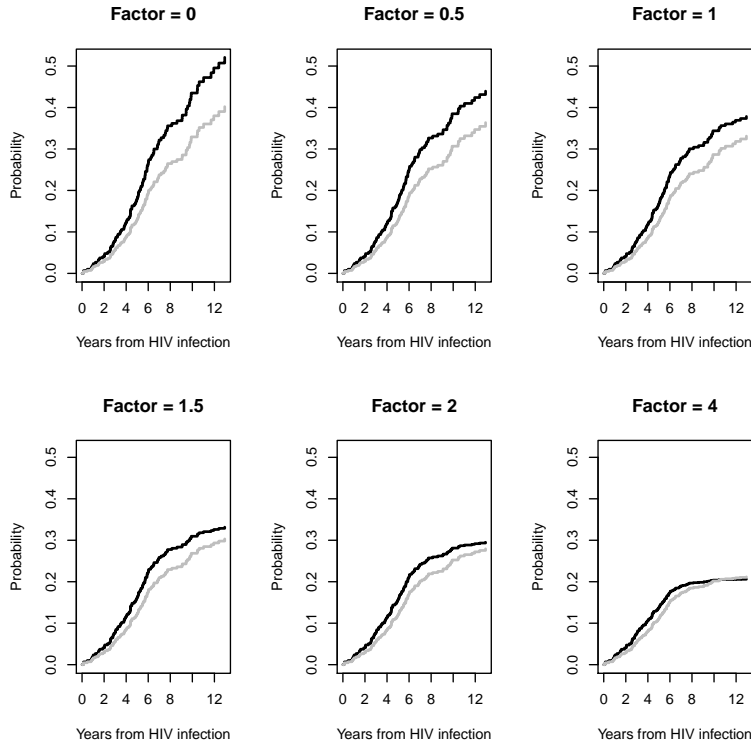 Factor = 0
Probability
0.5
0.4
0.3
0.2
0.1
0.0
0 2 4 6 8 12
Years from HIV infection
Factor = 0.5
Probability
0.5
0.4
0.3
0.2
0.1
0.0
0 2 4 6 8 12
Years from HIV infection
Factor = 1
Probability
0.5
0.4
0.3
0.2
0.1
0.0
0 2 4 6 8 12
Years from HIV infection
Factor = 1.5
Probability
0.5
0.4
0.3
0.2
0.1
0.0
0 2 4 6 8 12
Years from HIV infection
Factor = 2
Probability
0.5
0.4
0.3
0.2
0.1
0.0
0 2 4 6 8 12
Years from HIV infection
Factor = 4
Probability
0.5
0.4
0.3
0.2
0.1
0.0
0 2 4 6 8 12
Years from HIV infection